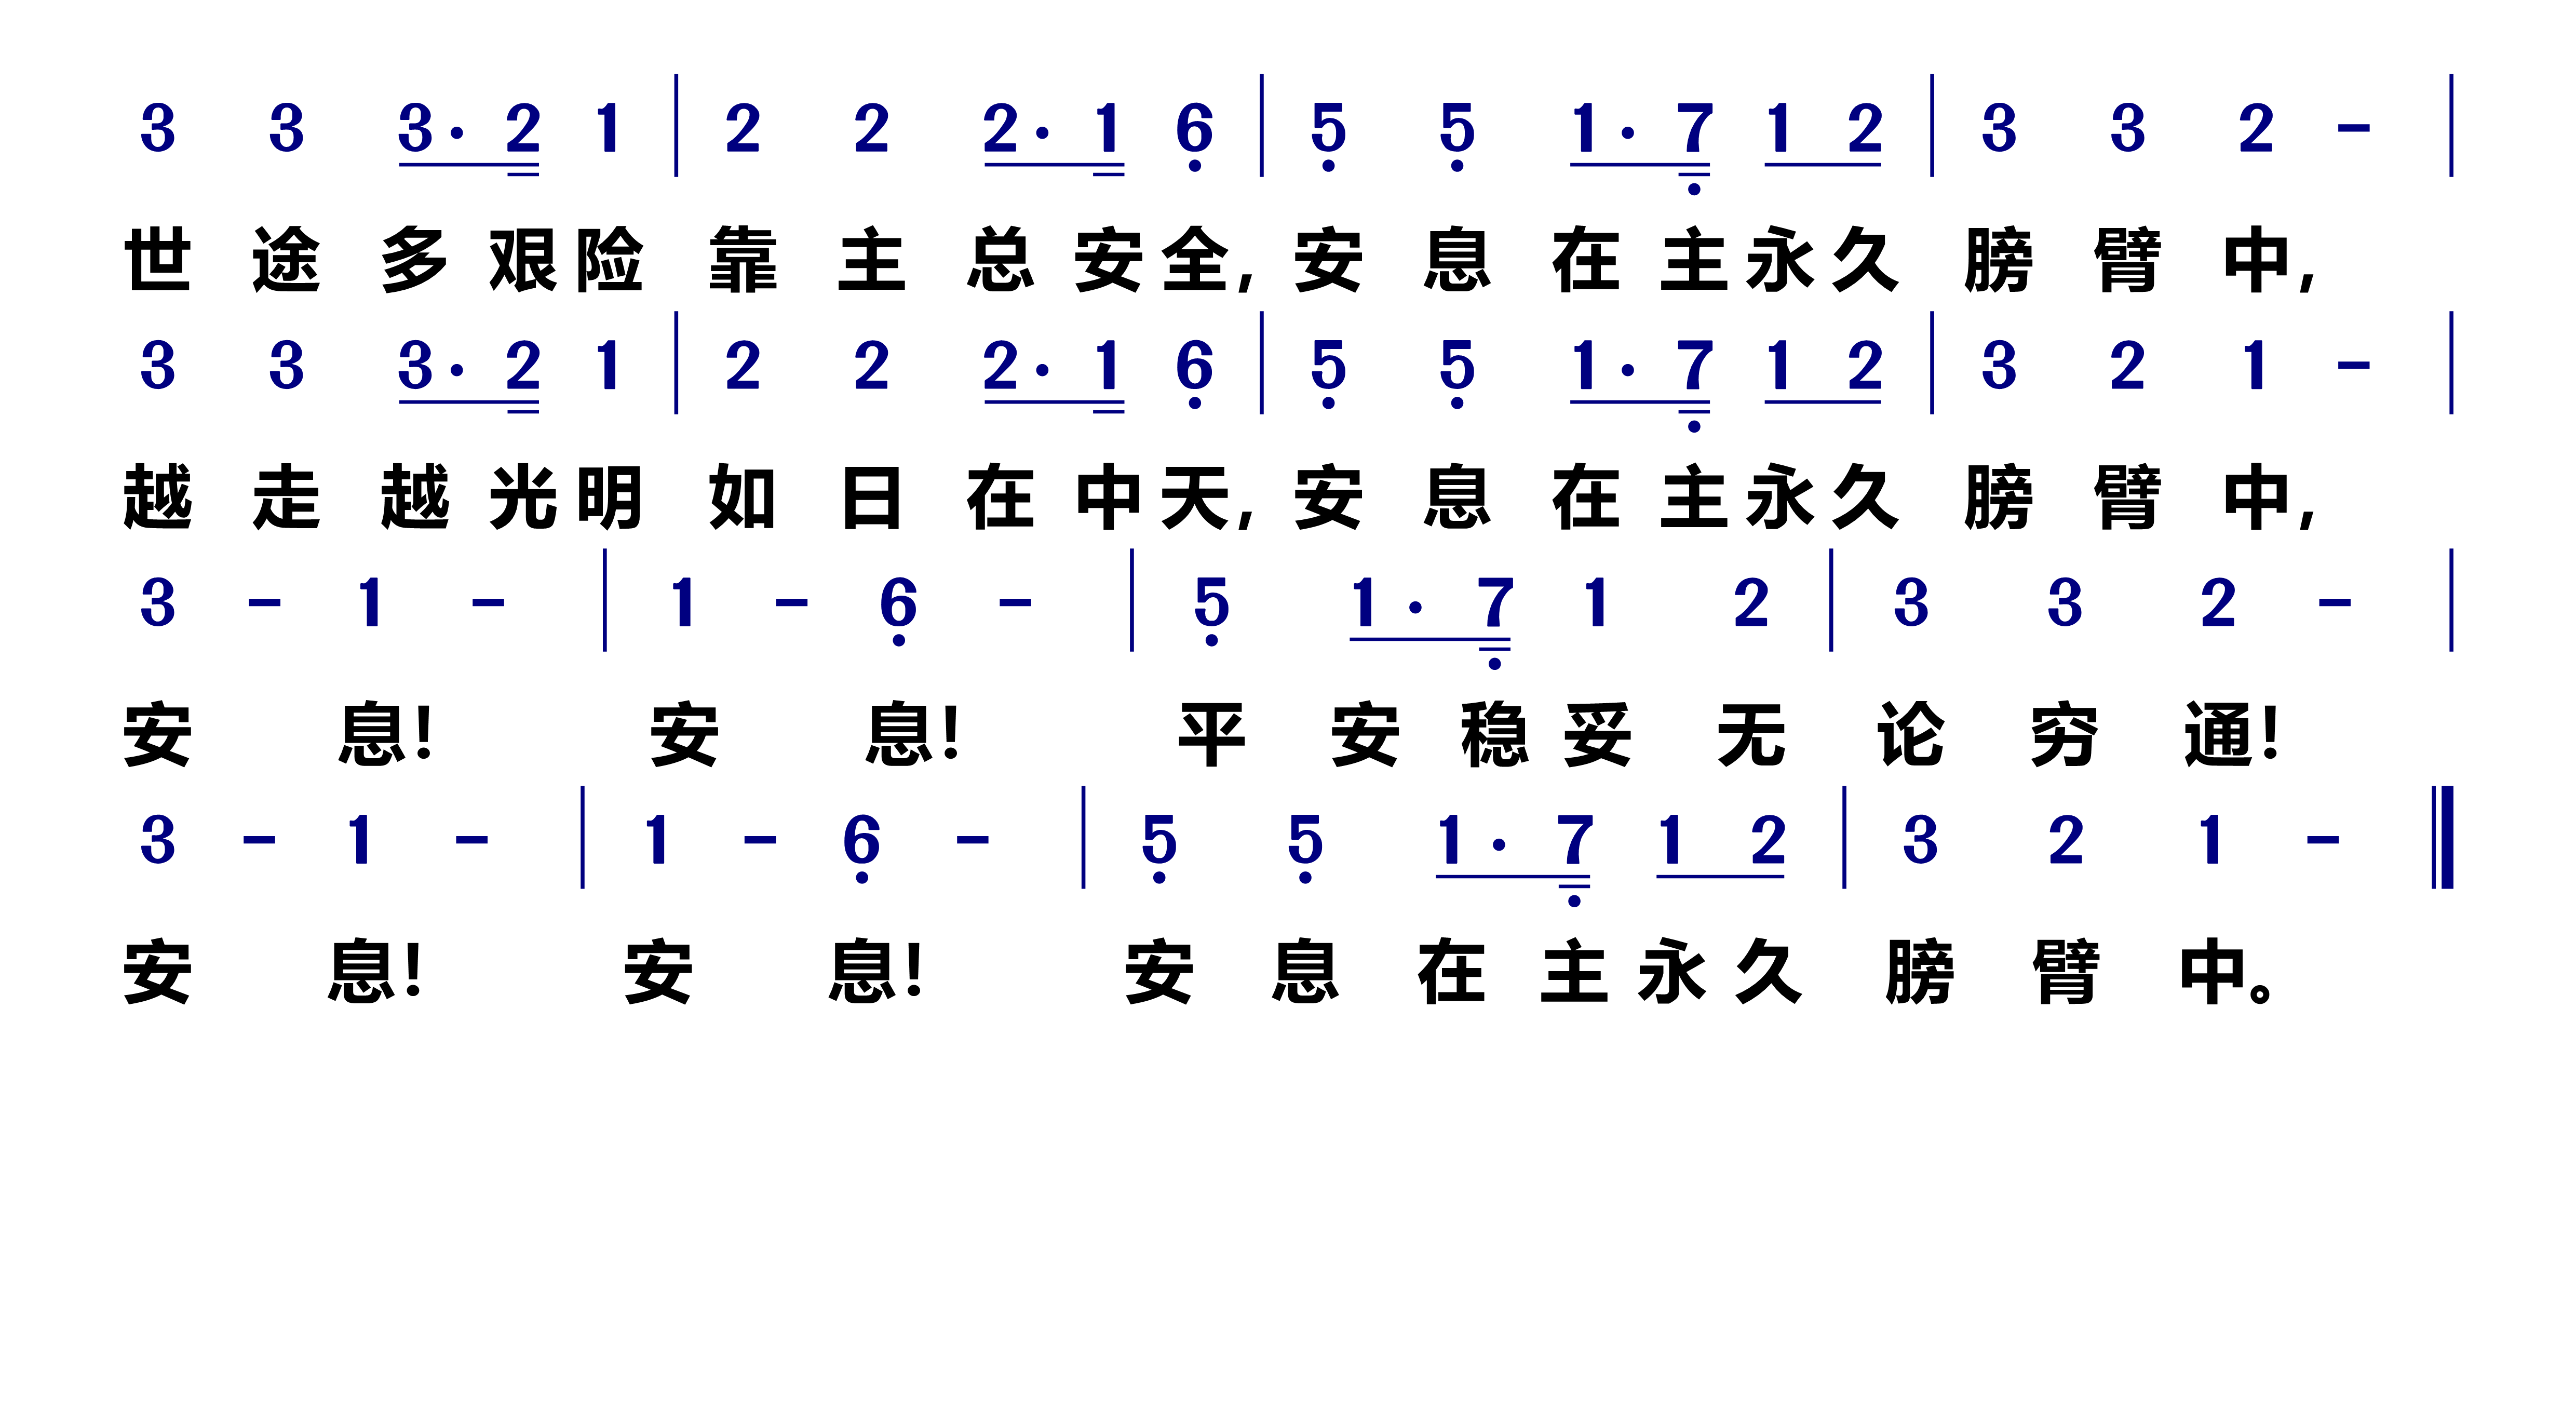 3 3 3· 2 1 | 2 2 2· 1 6̣ | 5̣ 5̣ 1· 7̣ 1 2 | 3 3 2 – |
世途多艰险靠主总安全,安息在主永久膀臂中,
3 3 3· 2 1 | 2 2 2· 1 6̣ | 5̣ 5̣ 1· 7̣ 1 2 | 3 2 1 – |
越走越光明如日在中天,安息在主永久膀臂中,
3 – 1 – | 1 – 6̣ – | 5̣ 1· 7̣ 1 2 | 3 3 2 – |
安息!安息!平安稳妥无论穷通!
3 – 1 – | 1 – 6̣ – | 5̣ 5̣ 1· 7̣ 1 2 | 3 2 1 – ‖
安息!安息!安息在主永久膀臂中。